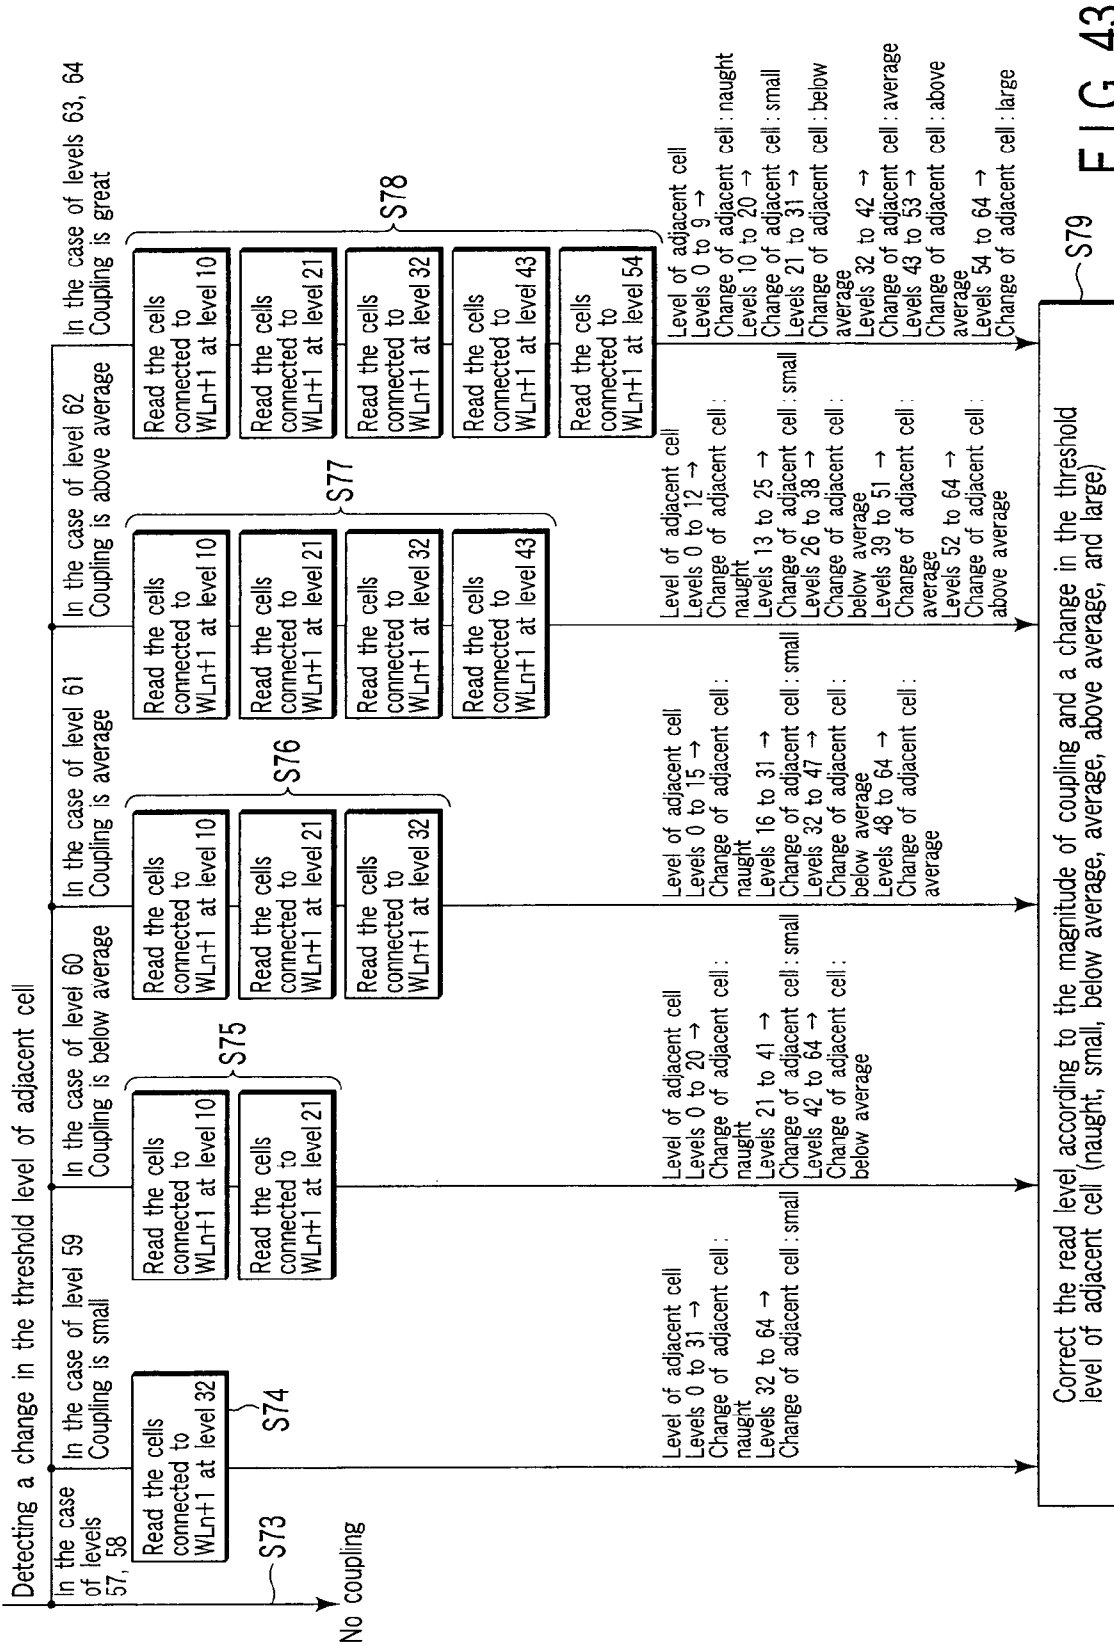 Detecting a change in the threshold level of adjacent cell
In the case
of levels
57, 58
S73
No coupling
In the case of level 59
Coupling is small
Read the cells
connected to
WLn+1 at level 32
S74
Level of adjacent cell
Levels 0 to 31 →
Change of adjacent cell :
naught
Levels 32 to 64 →
Change of adjacent cell : small
In the case of level 60
Coupling is below average
Read the cells
connected to
WLn+1 at level 10
Read the cells
connected to
WLn+1 at level 21
S75
Level of adjacent cell
Levels 0 to 20 →
Change of adjacent cell :
naught
Levels 21 to 41 →
Change of adjacent cell : small
Levels 42 to 64 →
Change of adjacent cell :
below average
In the case of level 61
Coupling is average
Read the cells
connected to
WLn+1 at level 10
Read the cells
connected to
WLn+1 at level 21
Read the cells
connected to
WLn+1 at level 32
S76
Level of adjacent cell
Levels 0 to 15 →
Change of adjacent cell :
naught
Levels 16 to 31 →
Change of adjacent cell : small
Levels 32 to 47 →
Change of adjacent cell :
below average
Levels 48 to 64 →
Change of adjacent cell :
average
In the case of level 62
Coupling is above average
Read the cells
connected to
WLn+1 at level 10
Read the cells
connected to
WLn+1 at level 21
Read the cells
connected to
WLn+1 at level 32
Read the cells
connected to
WLn+1 at level 43
S77
Level of adjacent cell
Levels 0 to 12 →
Change of adjacent cell :
naught
Levels 13 to 25 →
Change of adjacent cell : small
Levels 26 to 38 →
Change of adjacent cell :
below average
Levels 39 to 51 →
Change of adjacent cell :
average
Levels 52 to 64 →
Change of adjacent cell :
above average
In the case of levels 63, 64
Coupling is great
Read the cells
connected to
WLn+1 at level 10
Read the cells
connected to
WLn+1 at level 21
Read the cells
connected to
WLn+1 at level 32
Read the cells
connected to
WLn+1 at level 43
Read the cells
connected to
WLn+1 at level 54
S78
Level of adjacent cell
Levels 0 to 9 →
Change of adjacent cell : naught
Levels 10 to 20 →
Change of adjacent cell : small
Levels 21 to 31 →
Change of adjacent cell : below
average
Levels 32 to 42 →
Change of adjacent cell : average
Levels 43 to 53 →
Change of adjacent cell : above
average
Levels 54 to 64 →
Change of adjacent cell : large
S79
Correct the read level according to the magnitude of coupling and a change in the threshold
level of adjacent cell (naught, small, below average, average, above average, and large)
FIG. 43